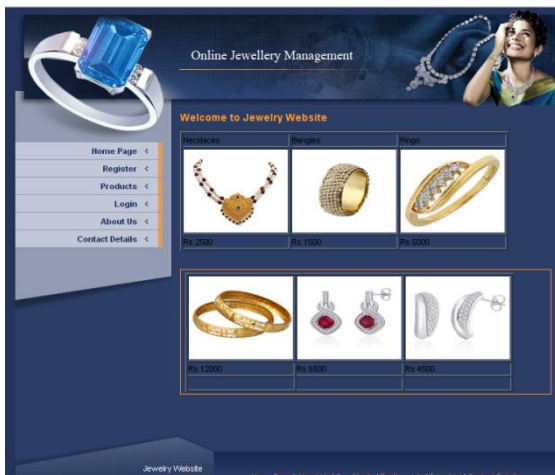 Online Jewellery Management
Welcome to Jewelry Website
Necklaces Bangles Rings
Home Page <
Register <
Products <
Login <
About Us <
Contact Details <
Rs 2500 Rs 1500 Rs 5000
Rs 12000 Rs 6500 Rs 4500
Jewelry Website